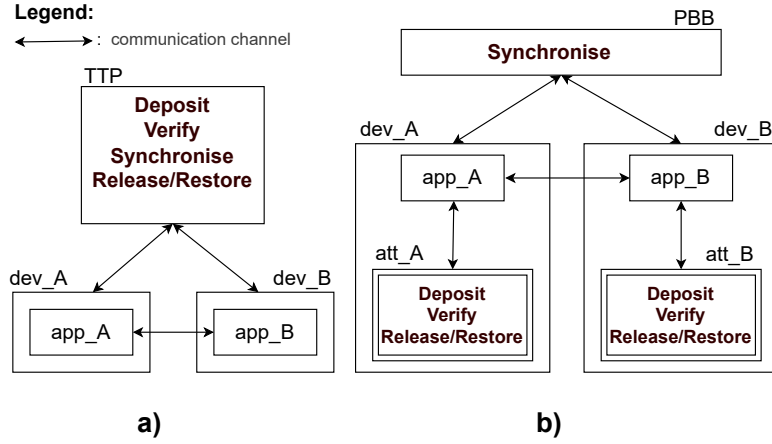 Legend:
: communication channel
TTP
Deposit
Verify
Synchronise
Release/Restore
dev_A
dev_B
app_A
app_B
a)
PBB
Synchronise
dev_A
dev_B
app_A
app_B
att_A
att_B
Deposit
Verify
Release/Restore
Deposit
Verify
Release/Restore
b)